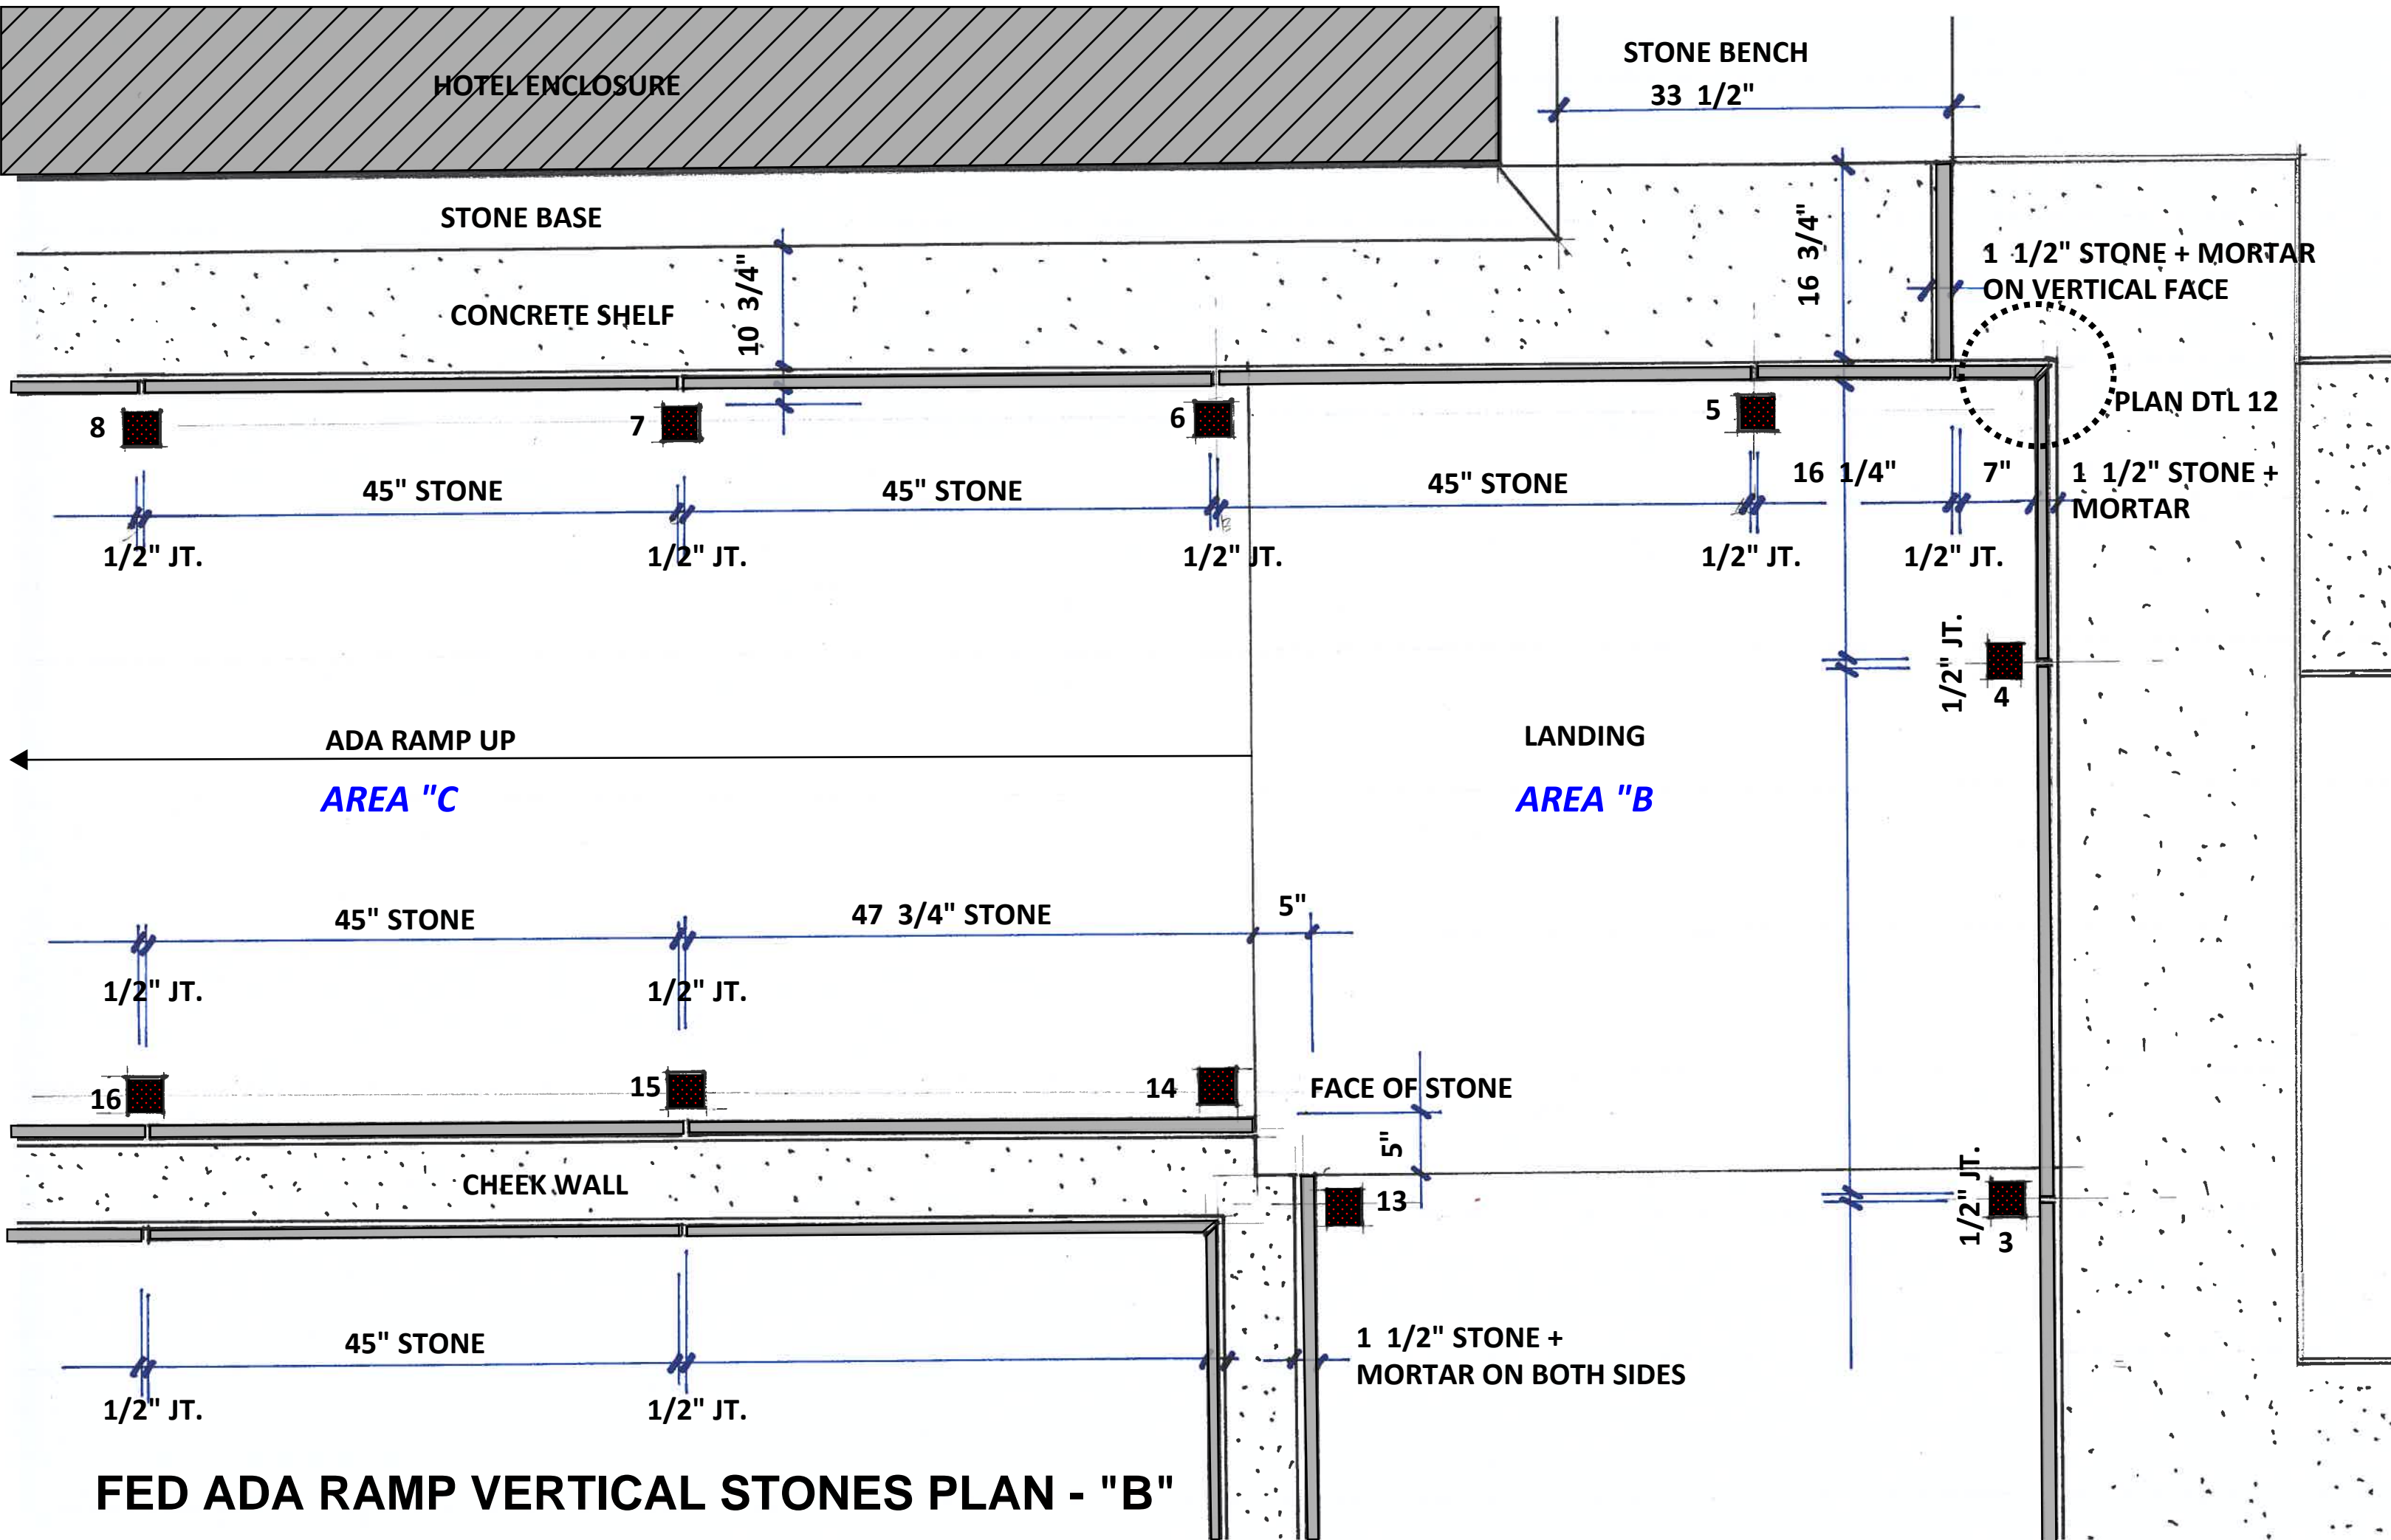 STONE BENCH
33 1/2"
HOTEL ENCLOSURE
STONE BASE
16 3/4"
1 1/2" STONE + MORTAR
ON VERTICAL FACE
10 3/4"
CONCRETE SHELF
PLAN DTL 12
8
7
6
5
45" STONE
45" STONE
45" STONE
16 1/4"
7"
1 1/2" STONE +
MORTAR
1/2" JT.
1/2" JT.
1/2" JT.
1/2" JT.
1/2" JT.
1/2" JT.
4
ADA RAMP UP
LANDING
AREA "C
AREA "B
45" STONE
47 3/4" STONE
5"
1/2" JT.
1/2" JT.
16
15
14
FACE OF STONE
5"
CHEEK WALL
13
1/2" JT.
3
45" STONE
1 1/2" STONE +
MORTAR ON BOTH SIDES
1/2" JT.
1/2" JT.
FED ADA RAMP VERTICAL STONES PLAN - "B"